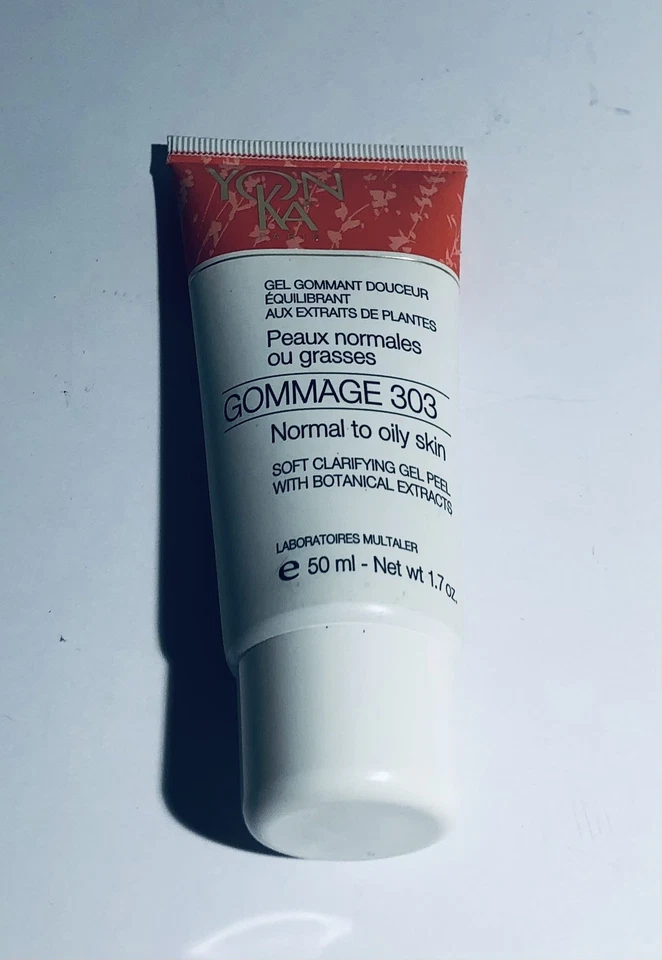 YON
KA
GEL GOMMANT DOUCEUR
ÉQUILIBRANT
AUX EXTRAITS DE PLANTES
Peaux normales
ou grasses
GOMMAGE 303
Normal to oily skin
SOFT CLARIFYING GEL PEEL
WITH BOTANICAL EXTRACTS
LABORATOIRES MULTALER
e 50 ml - Net wt 1.7 oz.